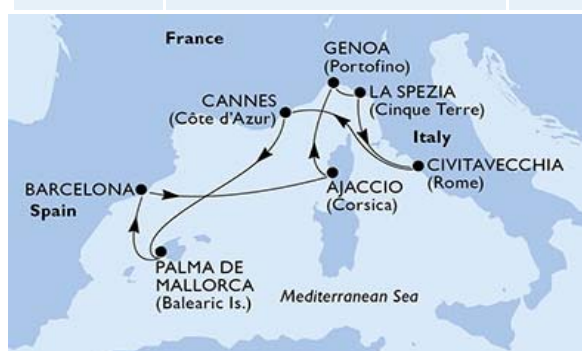 France
GENOA
(Portofino)
LA SPEZIA
(Cinque Terre)
CANNES
(Côte d'Azur)
Italy
CIVITAVECCHIA
(Rome)
BARCELONA
Spain
AJACCIO
(Corsica)
PALMA DE
MALLORCA
(Balearic Is.)
Mediterranean Sea